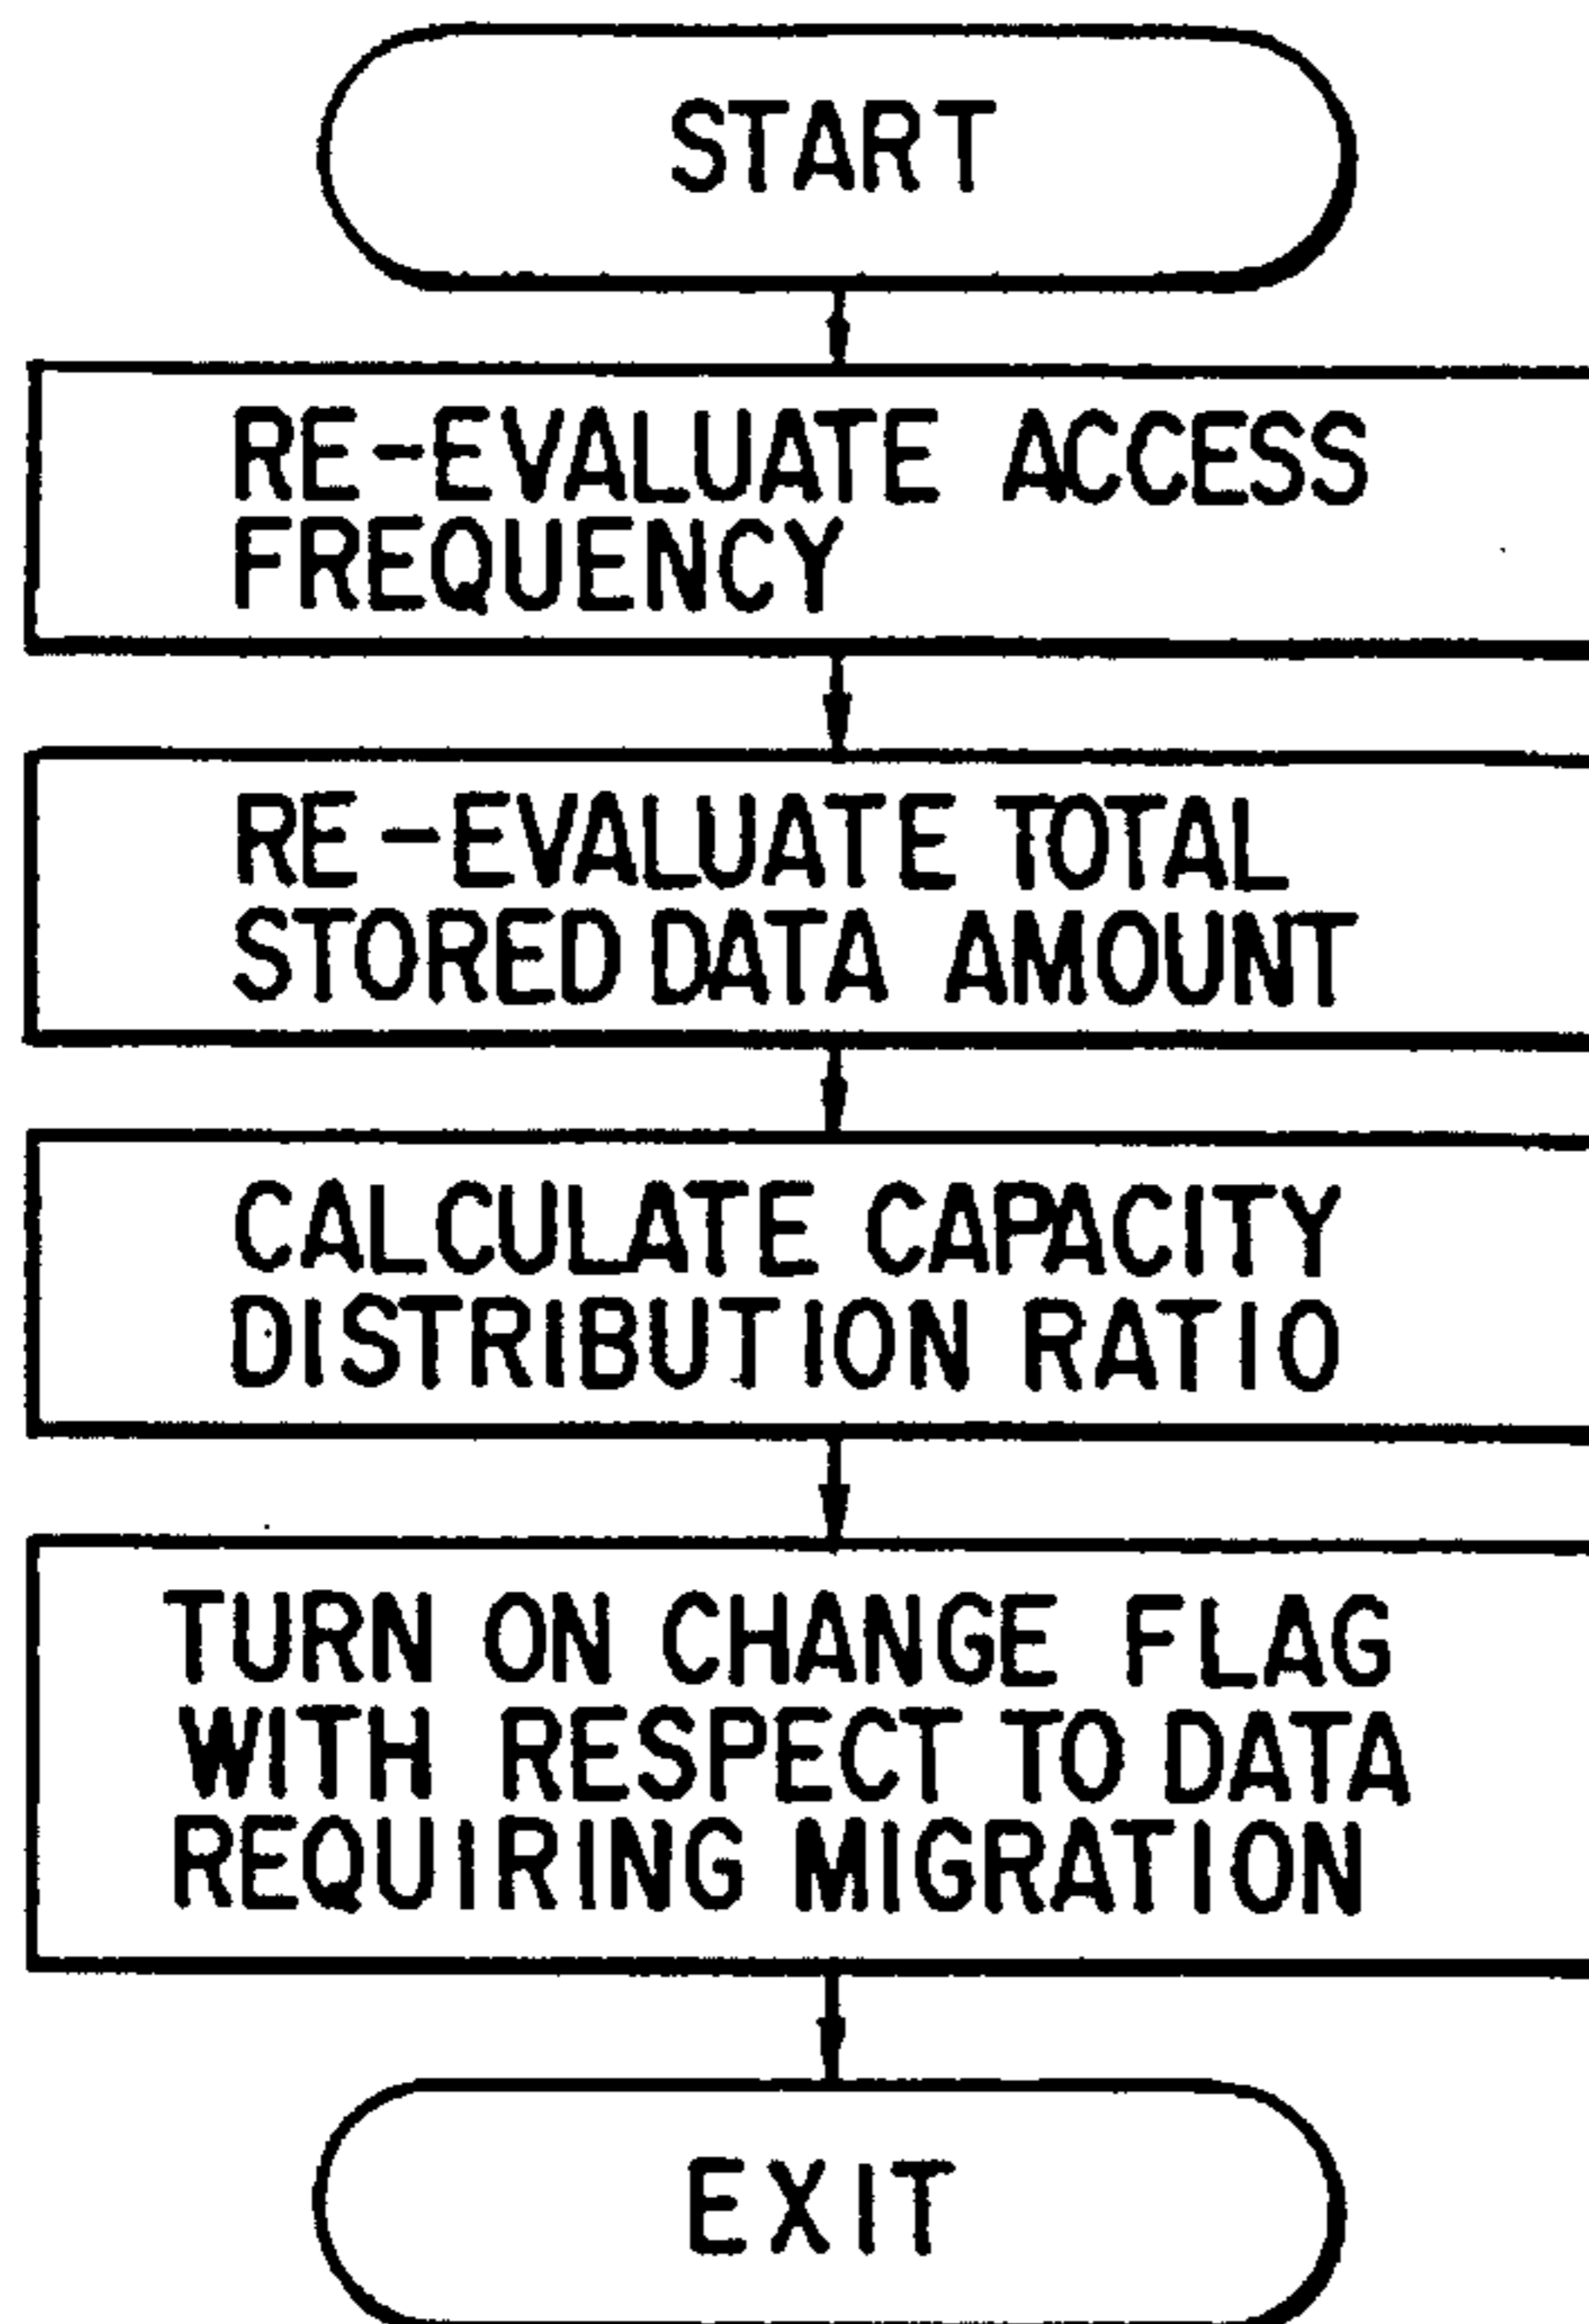 START
RE-EVALUATE ACCESS
FREQUENCY
RE-EVALUATE TOTAL
STORED DATA AMOUNT
CALCULATE CAPACITY
DISTRIBUTION RATIO
TURN ON CHANGE FLAG
WITH RESPECT TO DATA
REQUIRING MIGRATION
EXIT